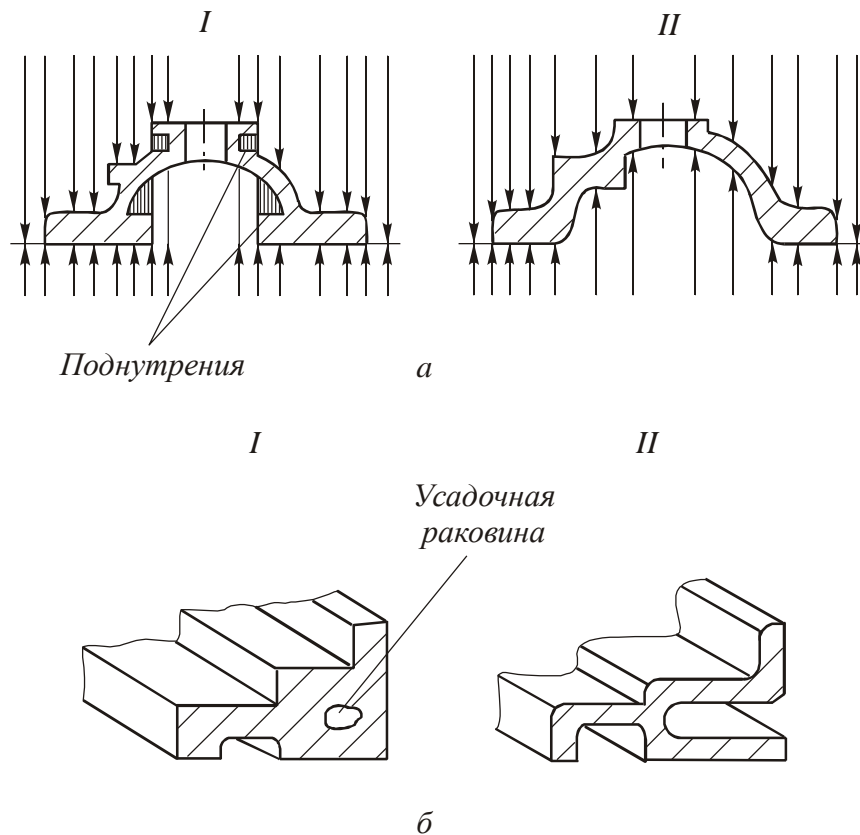 I II
Поднутрения
а
I II
Усадочная
раковина
б